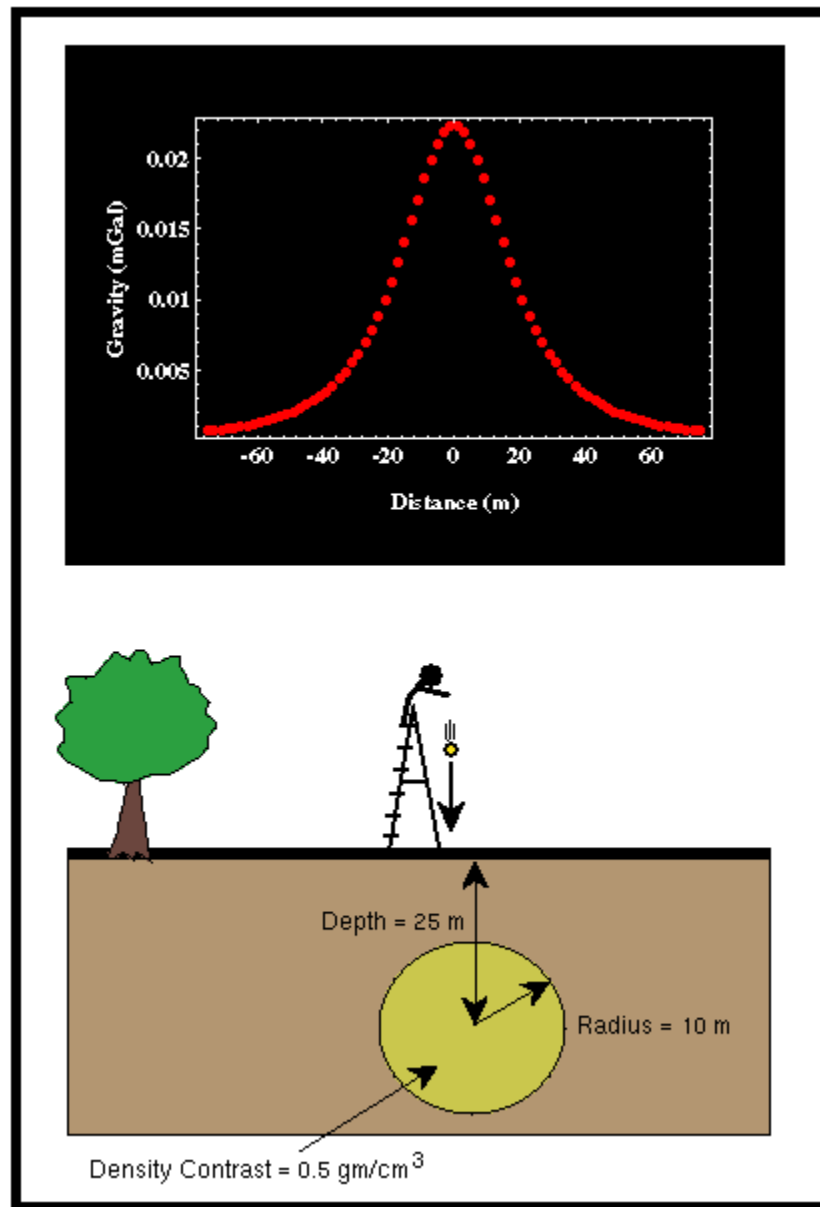 0.02
0.015
0.01
0.005
Gravity (mGal)
-60 -40 -20 0 20 40 60
Distance (m)
Depth = 25 m
Radius = 10 m
Density Contrast = 0.5 gm/cm³